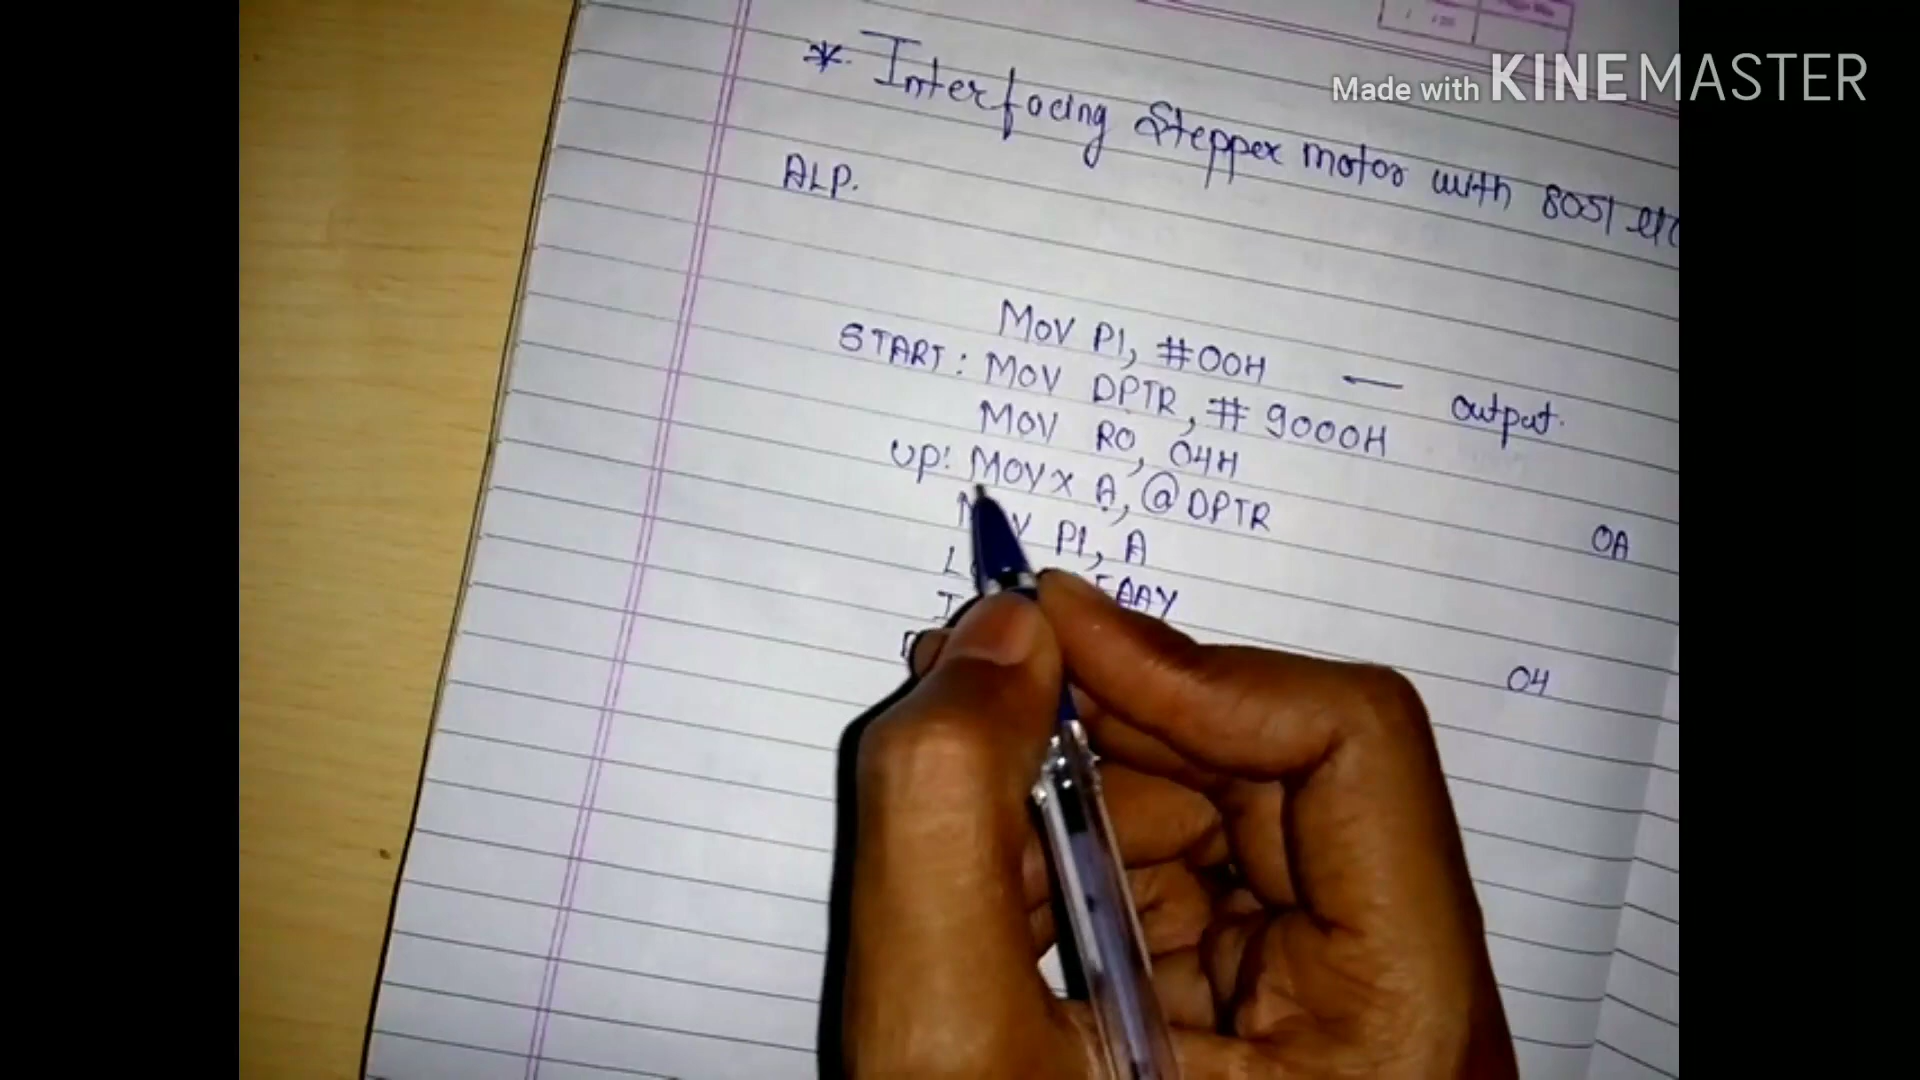 Made with KINEMASTER
* Interfacing Stepper motor with 8051 etc
ALP.
MOV P1, #00H ← output.
START: MOV DPTR, # 9000H
MOV R0, 04H
UP: MOVX A, @DPTR
0A
P1, A
04